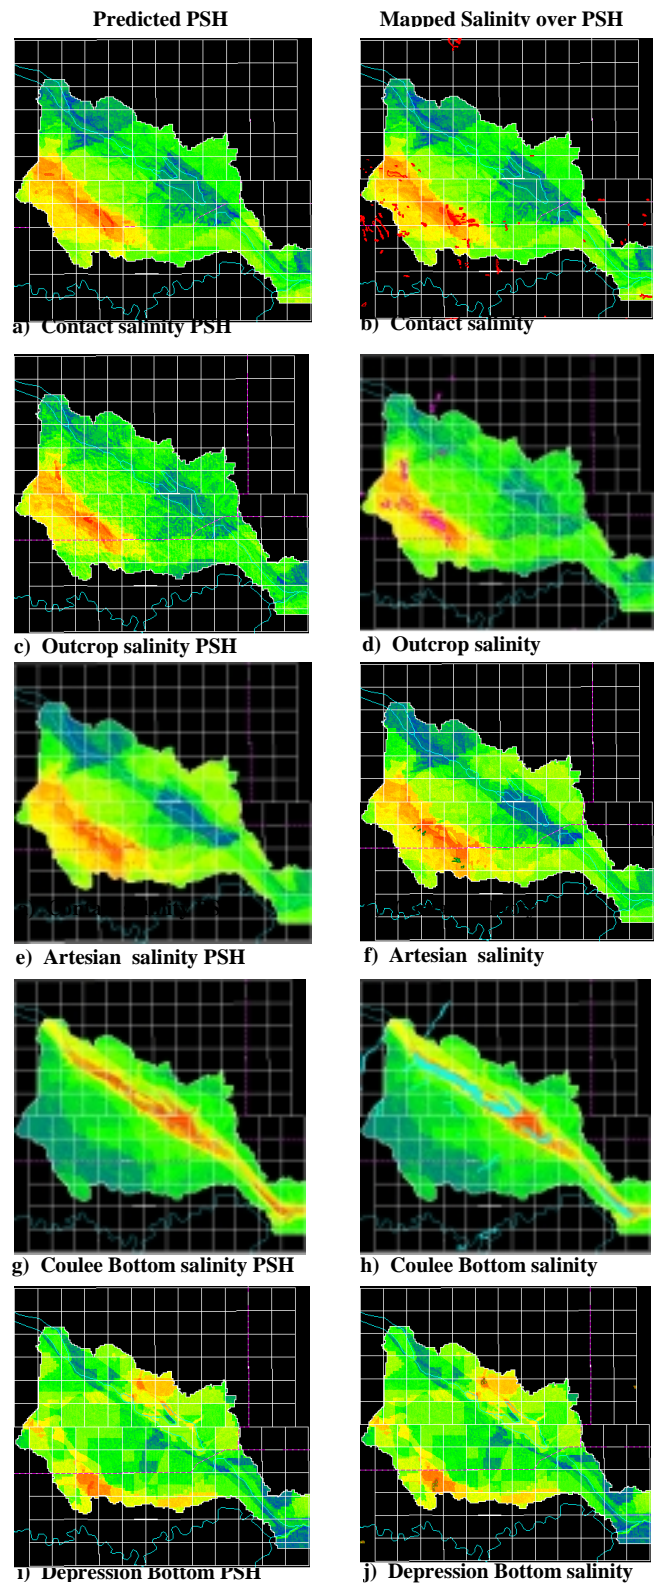 Predicted PSH
Mapped Salinity over PSH
a) Contact salinity PSH
b) Contact salinity
c) Outcrop salinity PSH
d) Outcrop salinity
e) Artesian salinity PSH
f) Artesian salinity
g) Coulee Bottom salinity PSH
h) Coulee Bottom salinity
i) Depression Bottom PSH
j) Depression Bottom salinity